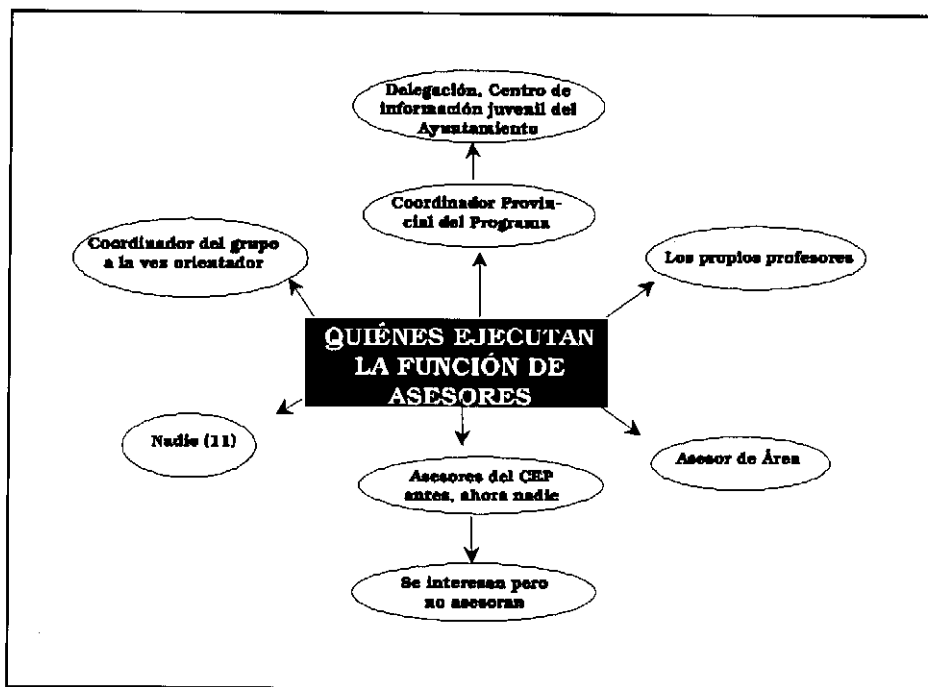 Delegación, Centro de
información juvenil del
Ayuntamiento
Coordinador Provin-
cial del Programa
Coordinador del grupo
a la vez orientador
Los propios profesores
QUIÉNES EJECUTAN
LA FUNCIÓN DE
ASESORES
Nadie (11)
Asesor de Área
Asesores del CEP
antes, ahora nadie
Se interesan pero
no asesoran